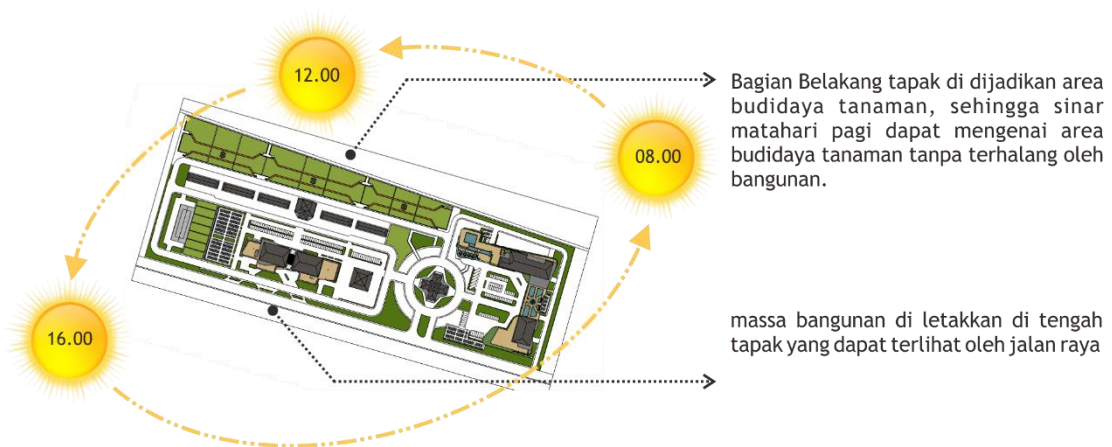 12.00
08.00
16.00
Bagian Belakang tapak di dijadikan area
budidaya tanaman, sehingga sinar
matahari pagi dapat mengenai area
budidaya tanaman tanpa terhalang oleh
bangunan.
massa bangunan di letakkan di tengah
tapak yang dapat terlihat oleh jalan raya